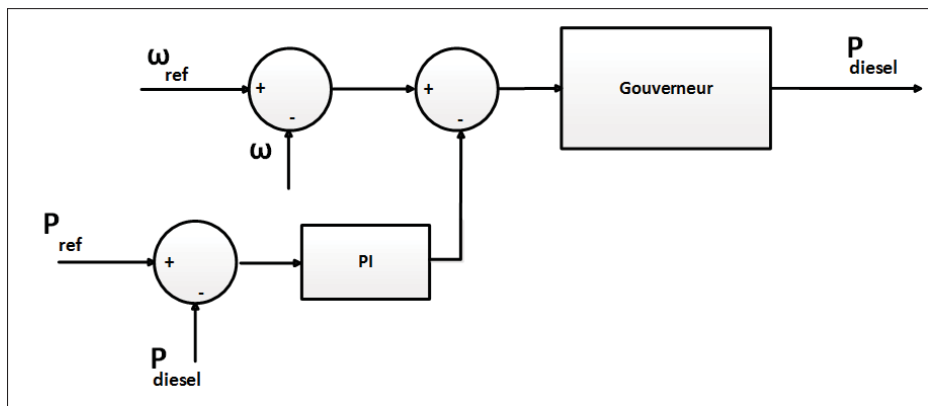 ω ref
+
-
ω
+
-
Gouverneur
P diesel
P ref
+
-
PI
P diesel